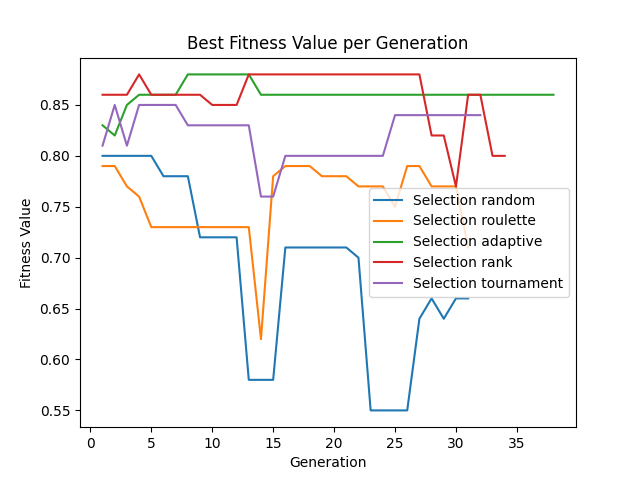 Best Fitness Value per Generation
Fitness Value
0.85
0.80
0.75
0.70
0.65
0.60
0.55
Selection random
Selection roulette
Selection adaptive
Selection rank
Selection tournament
0 5 10 15 20 25 30 35
Generation